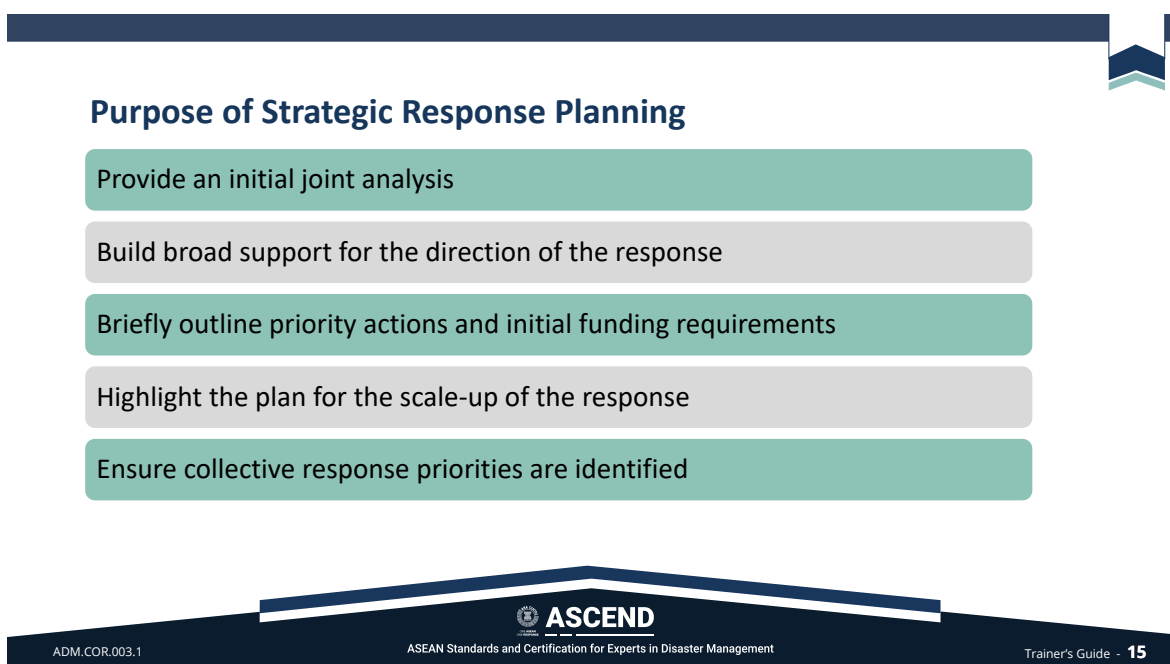 Purpose of Strategic Response Planning
Provide an initial joint analysis
Build broad support for the direction of the response
Briefly outline priority actions and initial funding requirements
Highlight the plan for the scale-up of the response
Ensure collective response priorities are identified
ASCEND
ADM.COR.003.1
ASEAN Standards and Certification for Experts in Disaster Management
Trainer's Guide - 15